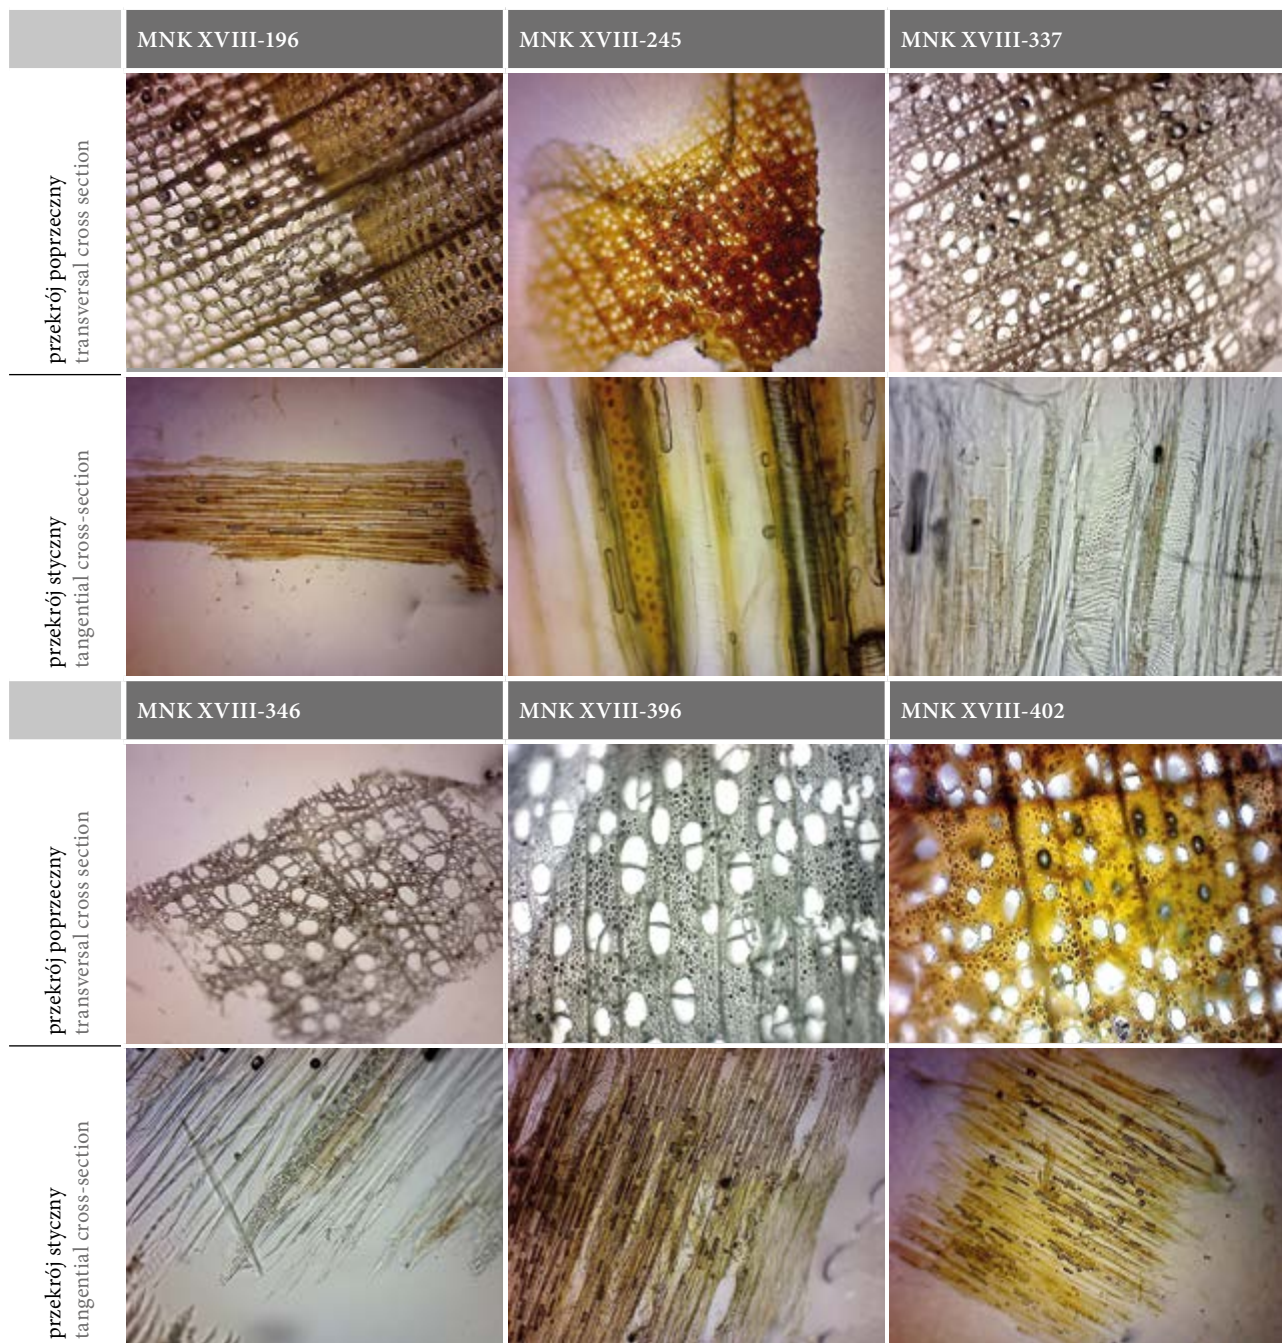 MNK XVIII-196
MNK XVIII-245
MNK XVIII-337
przekrój poprzeczny
transversal cross section
przekrój styczny
tangential cross-section
MNK XVIII-346
MNK XVIII-396
MNK XVIII-402
przekrój poprzeczny
transversal cross section
przekrój styczny
tangential cross-section